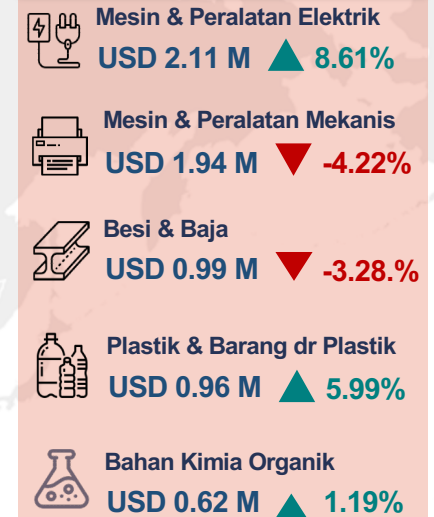 Mesin & Peralatan Elektrik
USD 2.11 M 8.61%
Mesin & Peralatan Mekanis
USD 1.94 M -4.22%
Besi & Baja
USD 0.99 M -3.28.%
Plastik & Barang dr Plastik
USD 0.96 M 5.99%
Bahan Kimia Organik
USD 0.62 M 1.19%